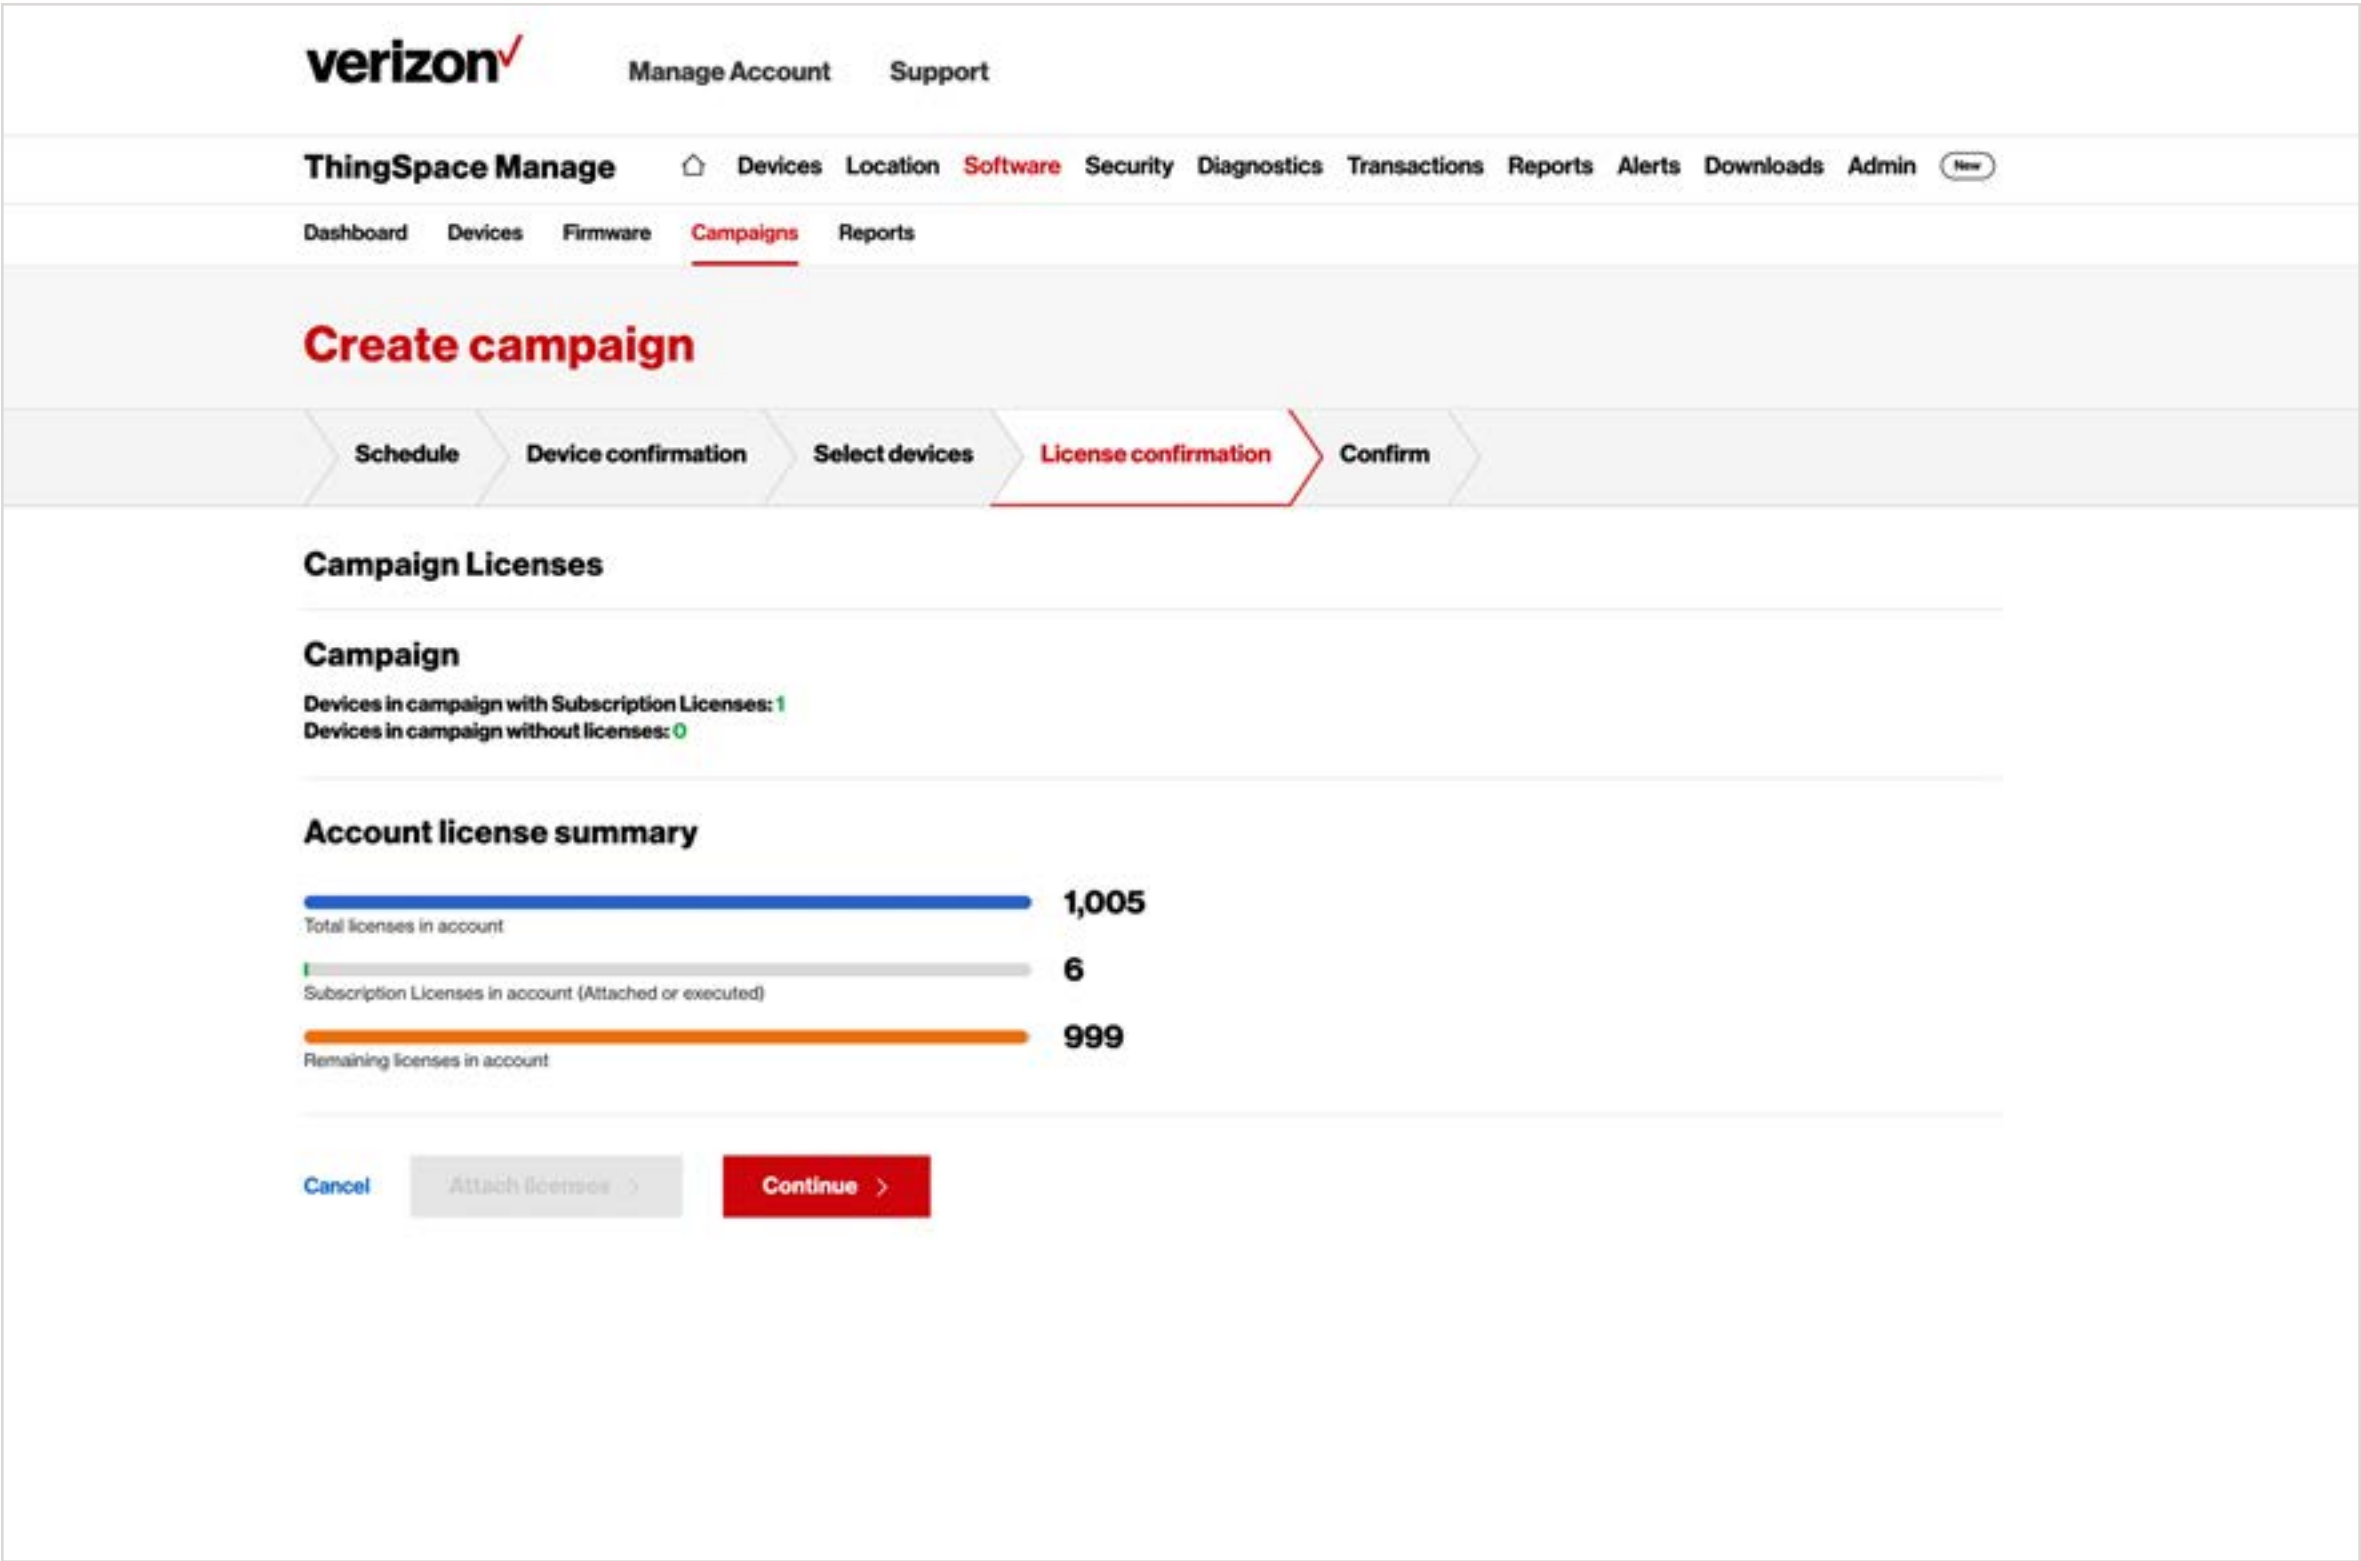 verizon
Manage Account Support
ThingSpace Manage Devices Location Software Security Diagnostics Transactions Reports Alerts Downloads Admin New
Dashboard Devices Firmware Campaigns Reports
Create campaign
Schedule Device confirmation Select devices License confirmation Confirm
Campaign Licenses
Campaign
Devices in campaign with Subscription Licenses: 1
Devices in campaign without licenses: 0
Account license summary
1,005
Total licenses in account
6
Subscription Licenses in account (Attached or executed)
999
Remaining licenses in account
Cancel Attach licenses Continue